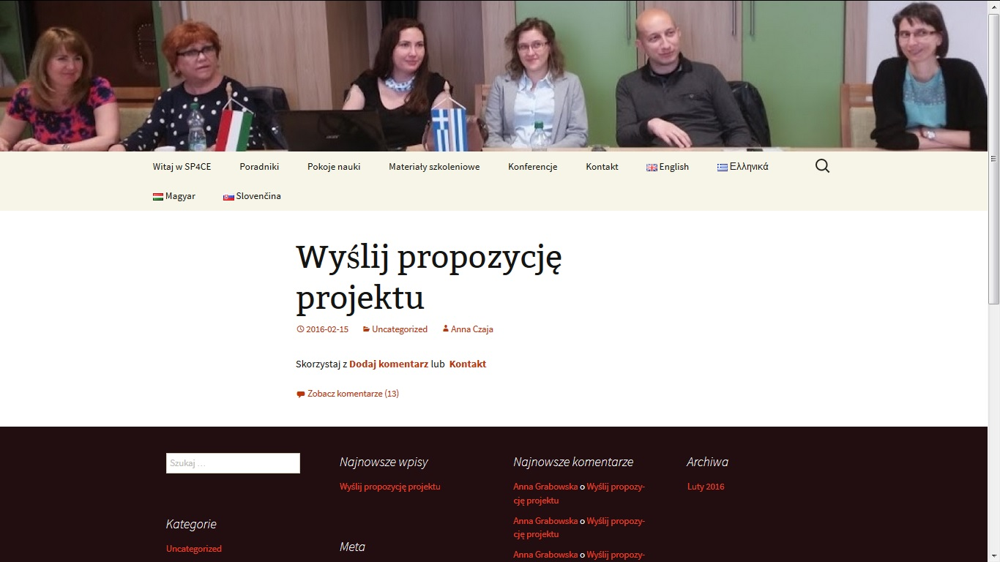 acer
Witaj w SP4CE Poradniki Pokoje nauki Materiały szkoleniowe Konferencje Kontakt English Ελληνικά
Magyar Slovenčina
Wyślij propozycję
projektu
2016-02-15 Uncategorized Anna Czaja
Skorzystaj z Dodaj komentarz lub Kontakt
Zobacz komentarze (13)
Szukaj …
Kategorie
Uncategorized
Najnowsze wpisy
Wyślij propozycję projektu
Meta
Najnowsze komentarze
Anna Grabowska o Wyślij propozy-
cję projektu
Anna Grabowska o Wyślij propozy-
cję projektu
Anna Grabowska o Wyślij propozy-
Archiwa
Luty 2016